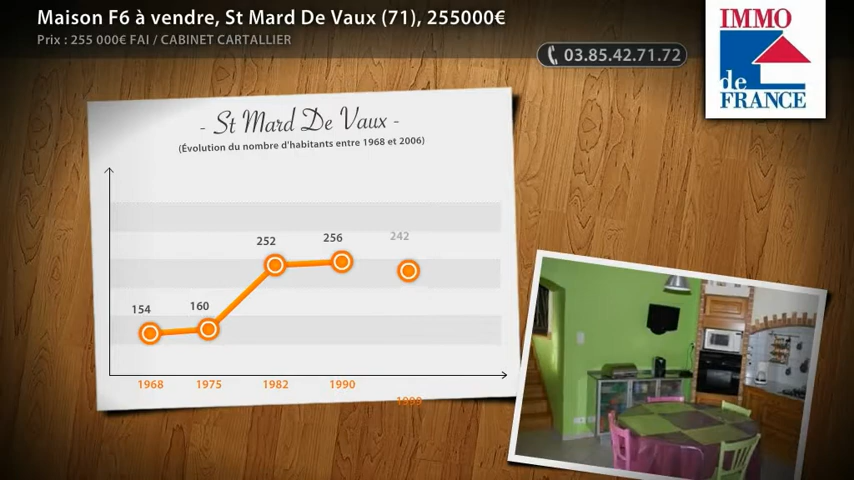 Maison F6 à vendre, St Mard De Vaux (71), 255000€
Prix : 255 000€ FAI / CABINET CARTALLIER
03.85.42.71.72
IMMO
de
FRANCE
- St Mard De Vaux -
(Évolution du nombre d'habitants entre 1968 et 2006)
154
160
252
256
242
1968
1975
1982
1990